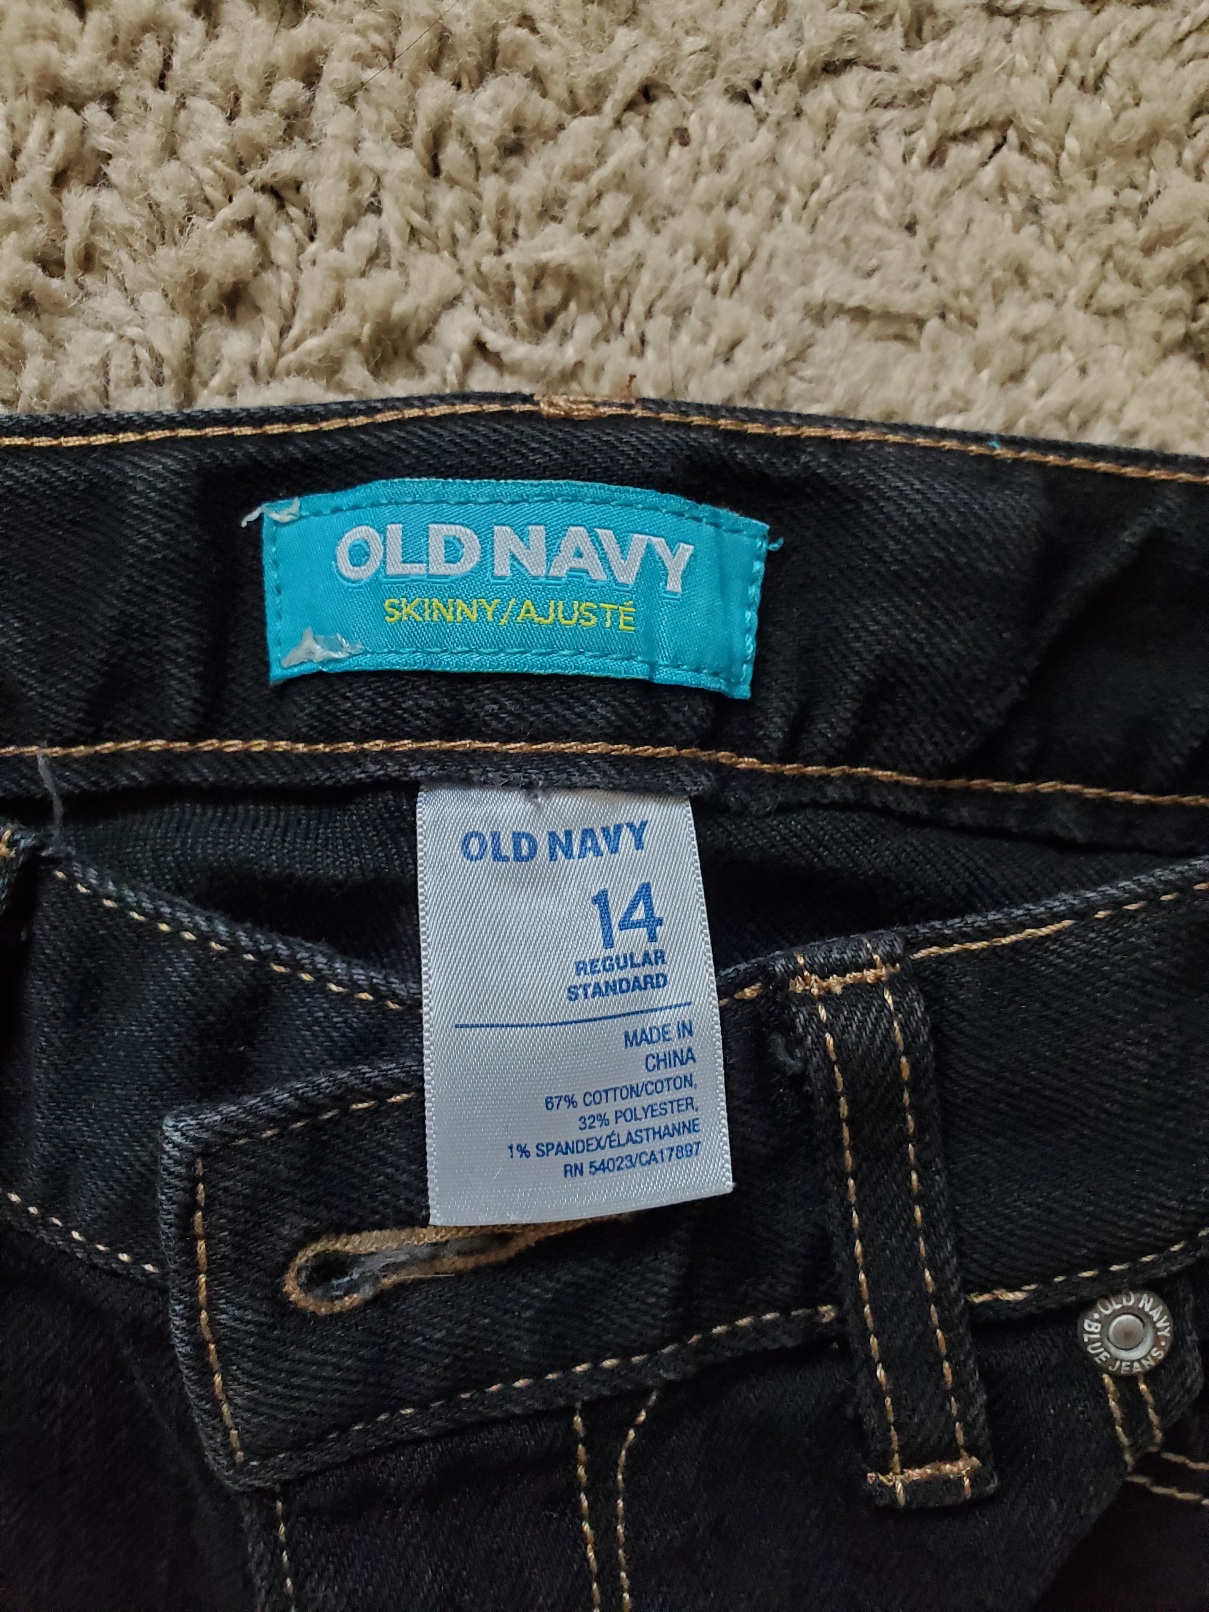 OLD NAVY
SKINNY/AJUSTÉ
OLD NAVY
14
REGULAR
STANDARD
MADE IN
CHINA
67% COTTON/COTON,
32% POLYESTER,
1% SPANDEX/ÉLASTHANNE
RN 54023/CA17897
OLD NAVY
BLUE JEANS